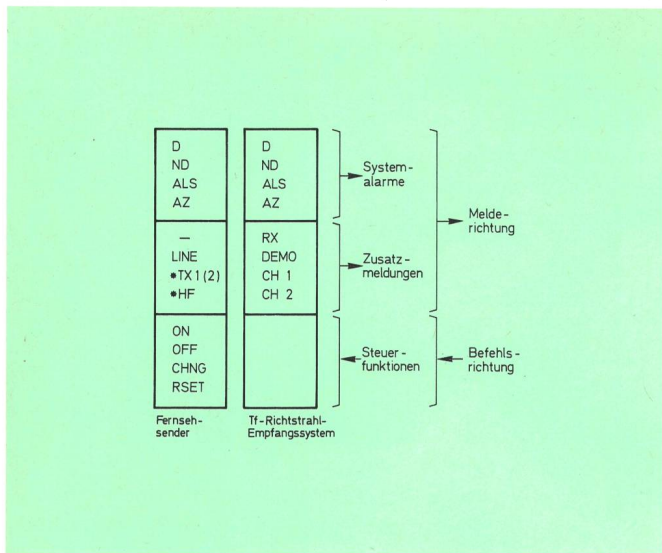 D
ND
ALS
AZ
D
ND
ALS
AZ
System-
alarme
Melde-
richtung
–
LINE
*TX 1 (2)
*HF
RX
DEMO
CH 1
CH 2
Zusatz-
meldungen
ON
OFF
CHNG
RSET
Steuer-
funktionen
Befehls-
richtung
Fernseh-
sender
Tf-Richtstrahl-
Empfangssystem